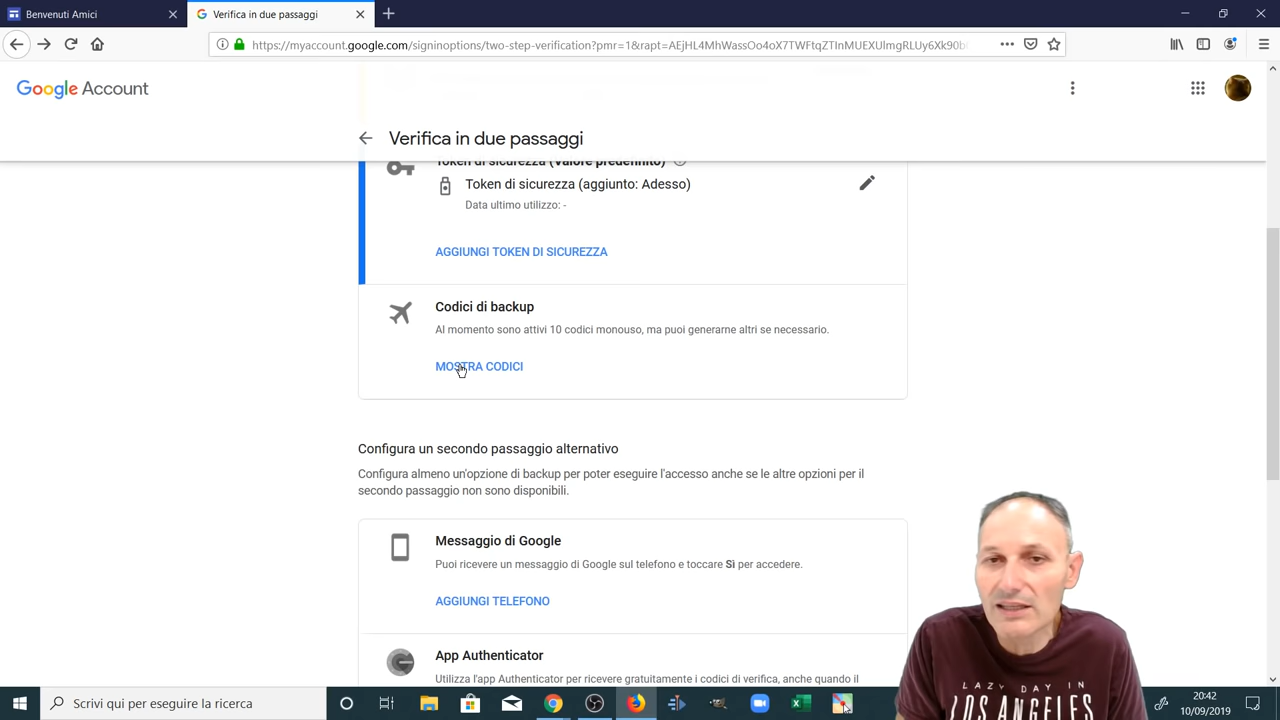 Benvenuti Amici
Verifica in due passaggi
https://myaccount.google.com/signinoptions/two-step-verification?pmr=1&rapt=AEjHL4MhWassOo4oX7TWFtqZTInMUEXUlmgRLUy6Xk90b
Google Account
Verifica in due passaggi
Token di sicurezza (Valore predefinito)
Token di sicurezza (aggiunto: Adesso)
Data ultimo utilizzo: -
AGGIUNGI TOKEN DI SICUREZZA
Codici di backup
Al momento sono attivi 10 codici monouso, ma puoi generarne altri se necessario.
MOSTRA CODICI
Configura un secondo passaggio alternativo
Configura almeno un'opzione di backup per poter eseguire l'accesso anche se le altre opzioni per il
secondo passaggio non sono disponibili.
Messaggio di Google
Puoi ricevere un messaggio di Google sul telefono e toccare Sì per accedere.
AGGIUNGI TELEFONO
App Authenticator
Utilizza l'app Authenticator per ricevere gratuitamente i codici di verifica, anche quando il
LAZY DAY IN
LOS ANGELES
Scrivi qui per eseguire la ricerca
20:42
10/09/2019